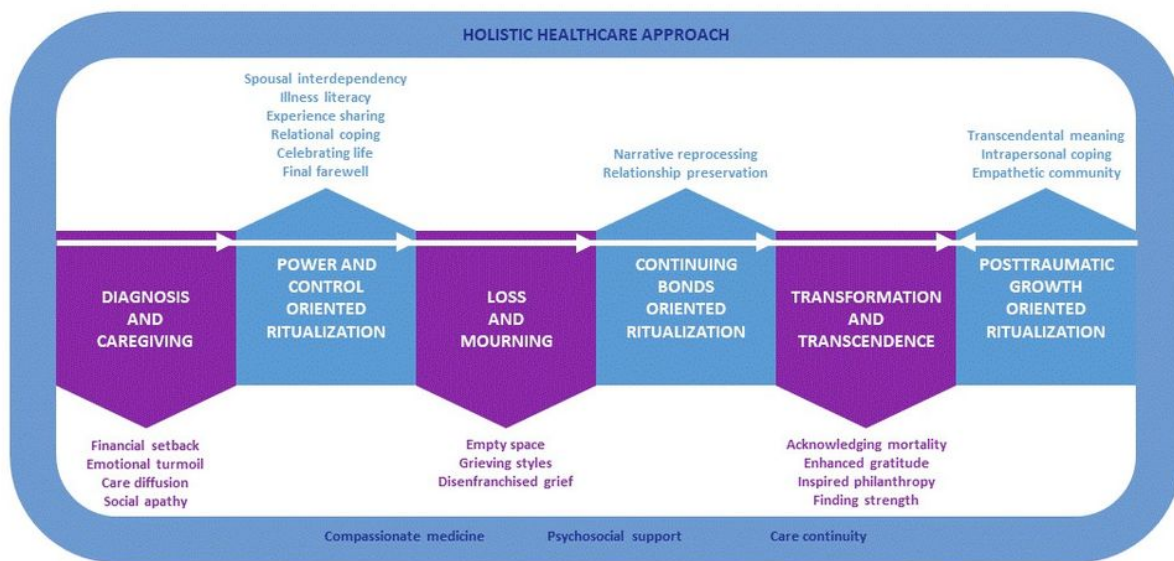 HOLISTIC HEALTHCARE APPROACH
Spousal interdependency
Illness literacy
Experience sharing
Relational coping
Celebrating life
Final farewell
Narrative reprocessing
Relationship preservation
Transcendental meaning
Intrapersonal coping
Empathetic community
DIAGNOSIS
AND
CAREGIVING
POWER AND
CONTROL
ORIENTED
RITUALIZATION
LOSS
AND
MOURNING
CONTINUING
BONDS
ORIENTED
RITUALIZATION
TRANSFORMATION
AND
TRANSCENDENCE
POSTTRAUMATIC
GROWTH
ORIENTED
RITUALIZATION
Financial setback
Emotional turmoil
Care diffusion
Social apathy
Empty space
Grieving styles
Disenfranchised grief
Acknowledging mortality
Enhanced gratitude
Inspired philanthropy
Finding strength
Compassionate medicine
Psychosocial support
Care continuity